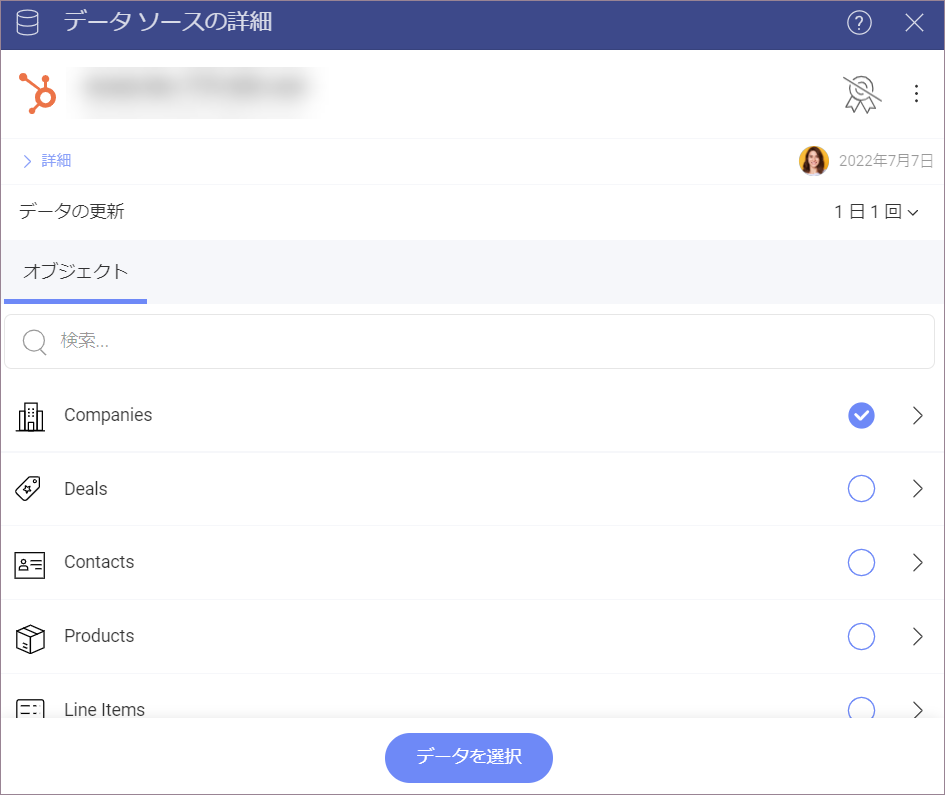 データ ソースの詳細
?
詳細
2022年7月7日
データの更新
1 日 1 回
オブジェクト
検索...
Companies
Deals
Contacts
Products
Line Items
データを選択